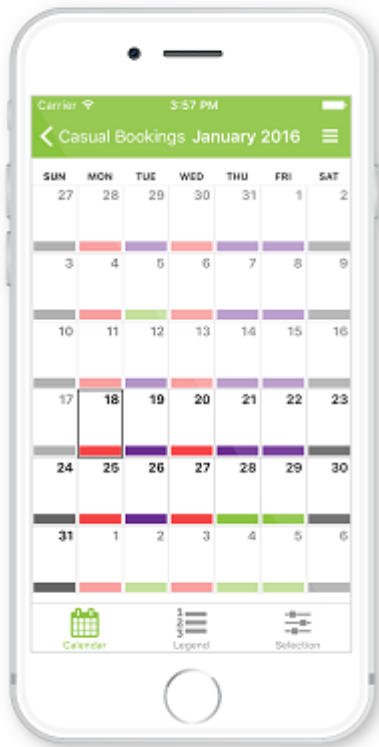 Carrier 3:57 PM
Casual Bookings January 2016
SUN MON TUE WED THU FRI SAT
27 28 29 30 31 1 2
3 4 5 6 7 8 9
10 11 12 13 14 15 16
17 18 19 20 21 22 23
24 25 26 27 28 29 30
31 1 2 3 4 5 6
1
2
3
Calendar Legend Selection